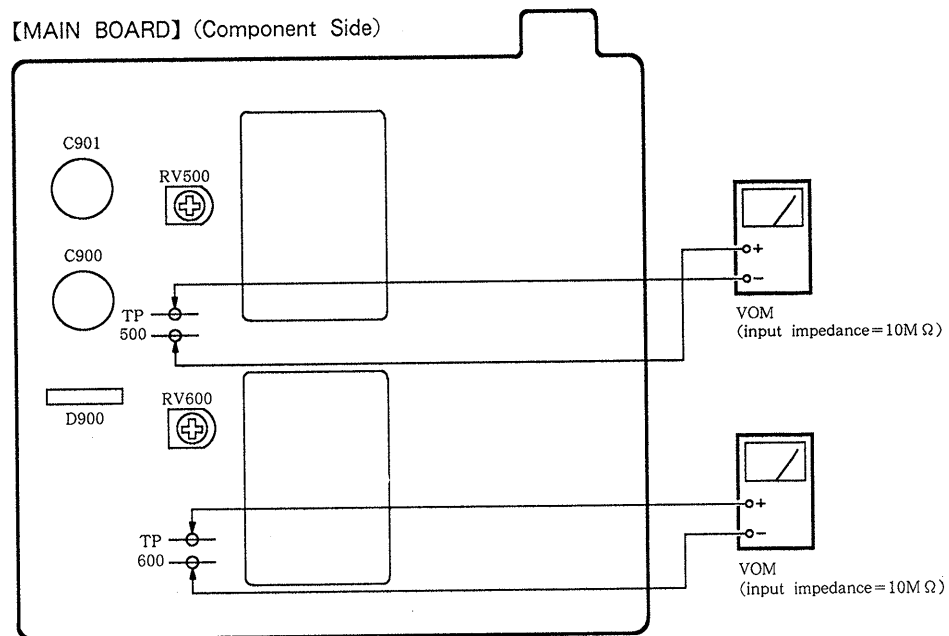 【MAIN BOARD】 (Component Side)
C901
RV500
C900
TP
500
+
−
VOM
(input impedance=10MΩ)
D900
RV600
TP
600
+
−
VOM
(input impedance=10MΩ)